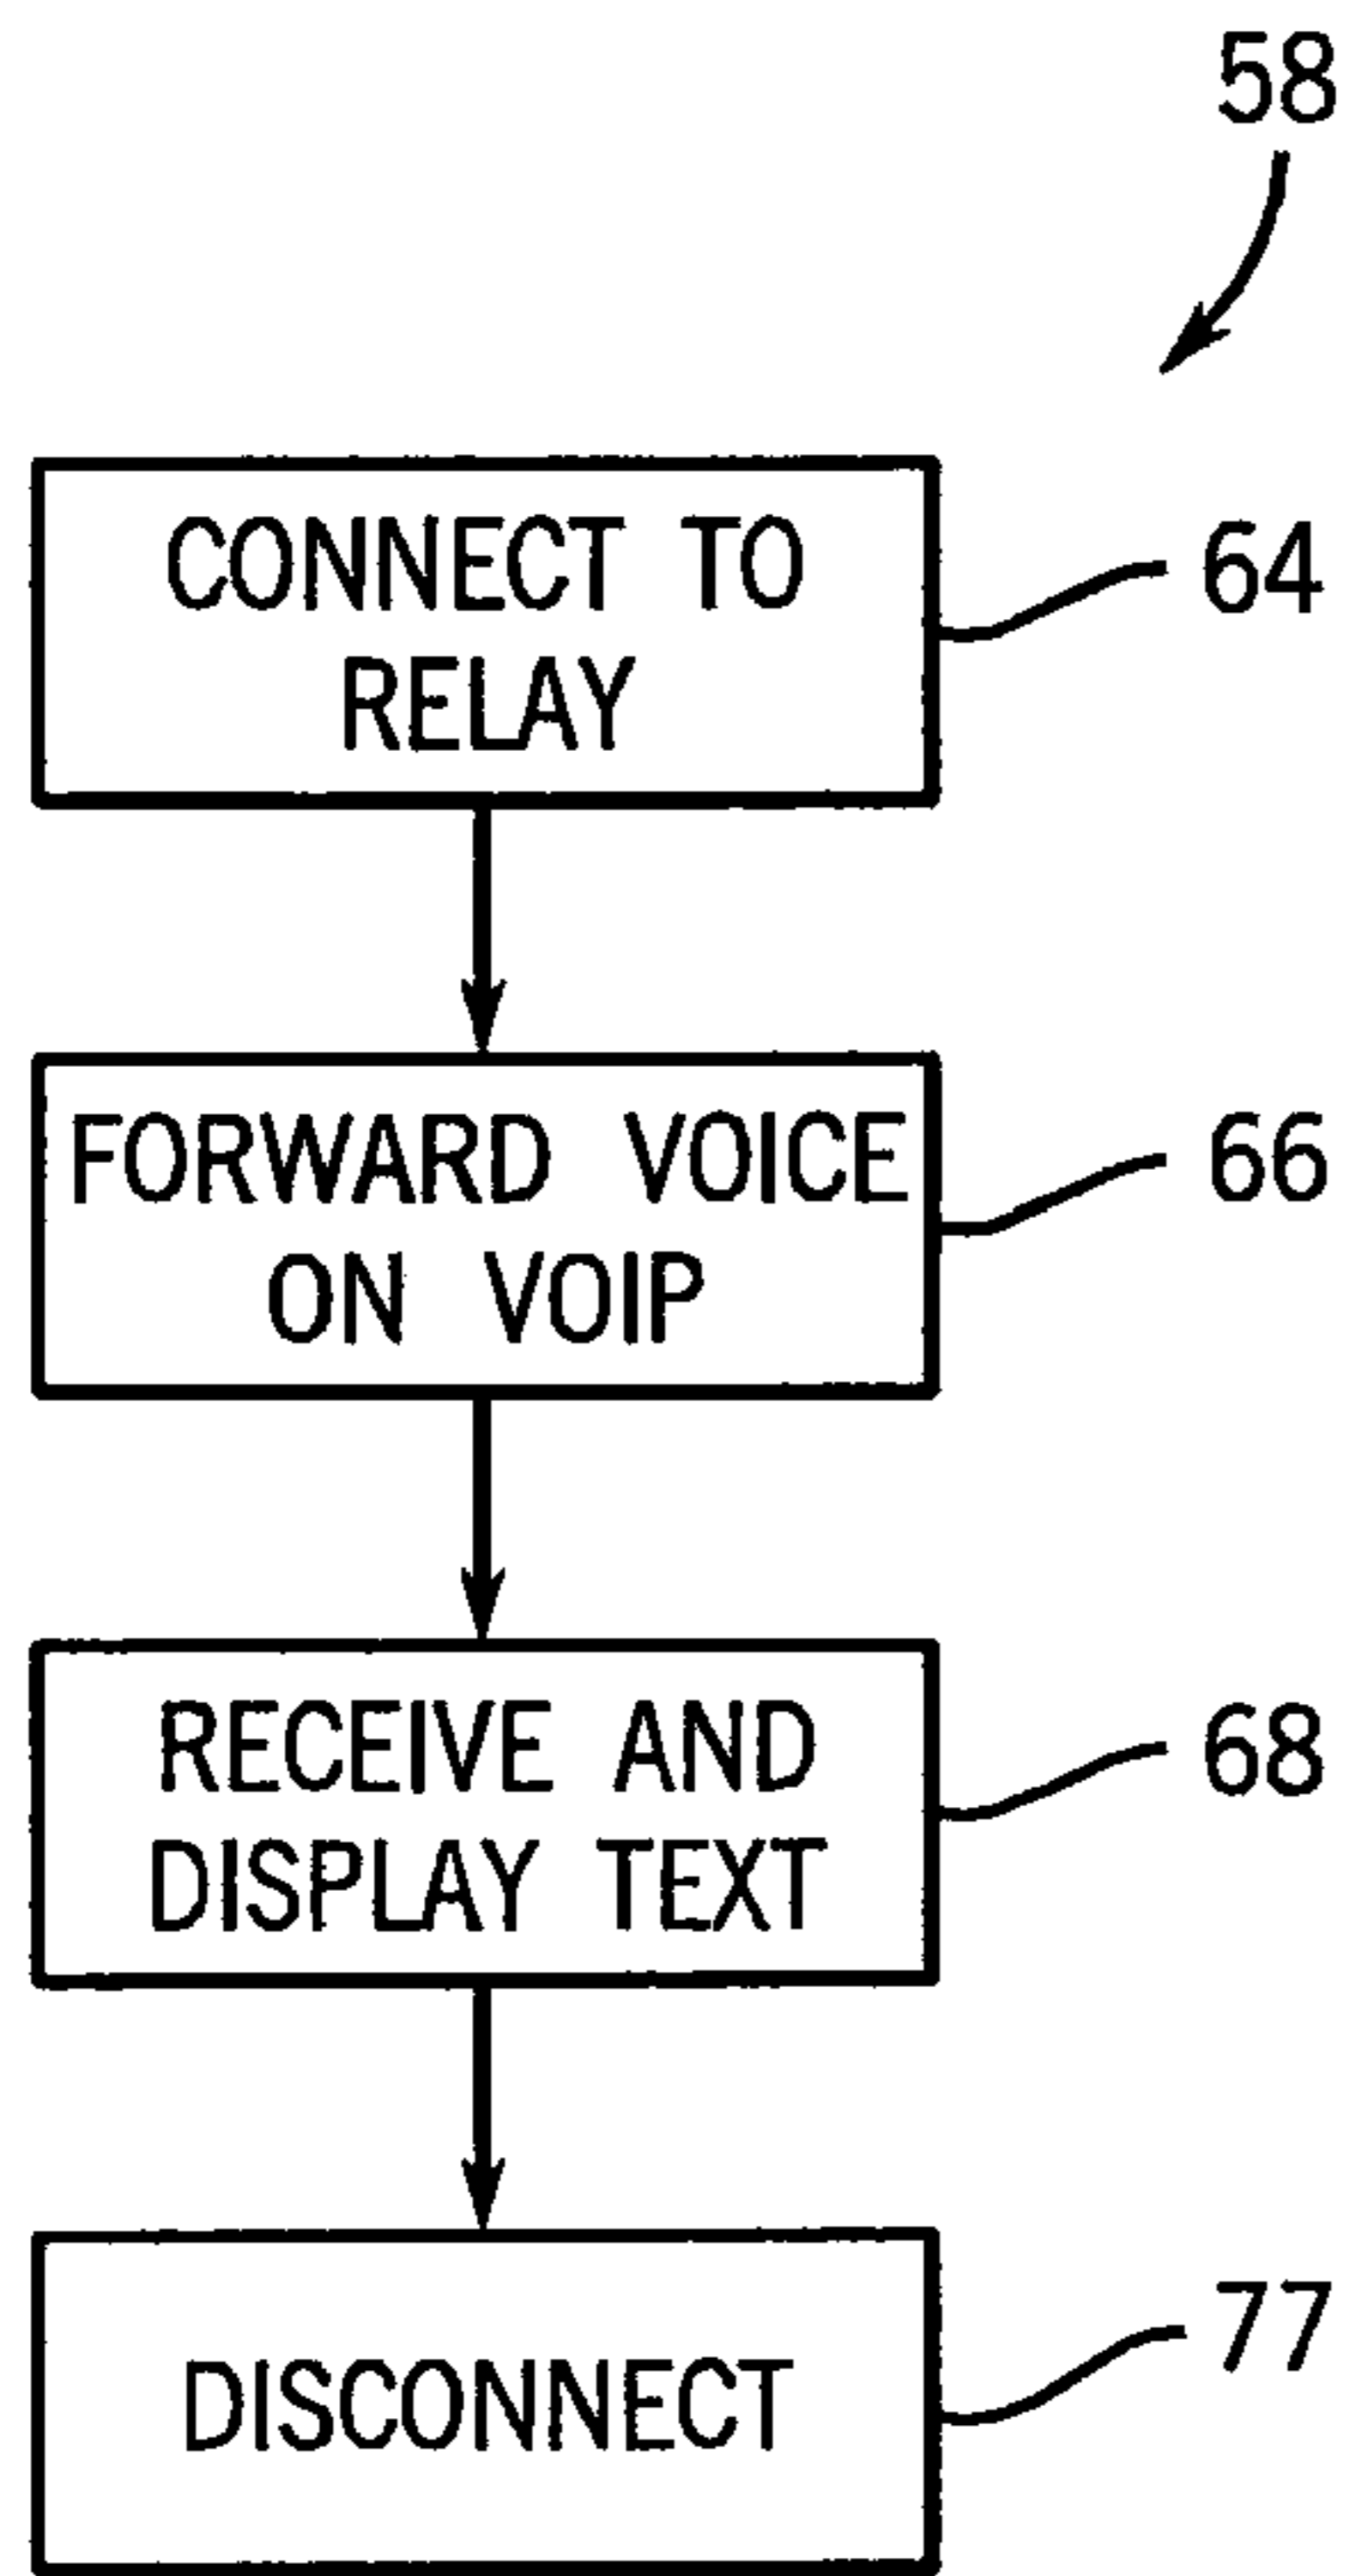 58
CONNECT TO
RELAY
64
FORWARD VOICE
ON VOIP
66
RECEIVE AND
DISPLAY TEXT
68
DISCONNECT
77